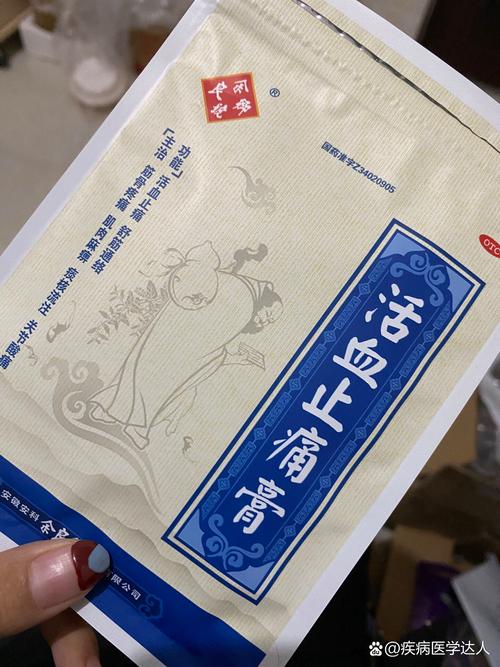 ®
国药准字Z34020905
OTC
功能」 活血止痛 舒筋通络
「主治 筋骨疼痛 肌肉麻痹 痰核流注 关节酸痛
活血止痛膏
安徽安科 余
有限公司
@疾病医学达人